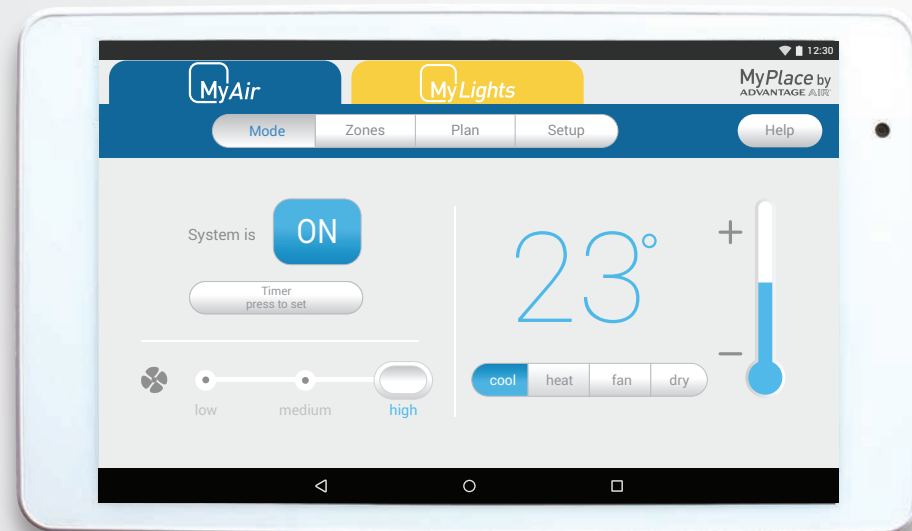 12:30
MyAir
MyLights
MyPlace by
ADVANTAGE AIR
Mode
Zones
Plan
Setup
Help
System is
ON
Timer
press to set
low
medium
high
23°
+
−
cool
heat
fan
dry